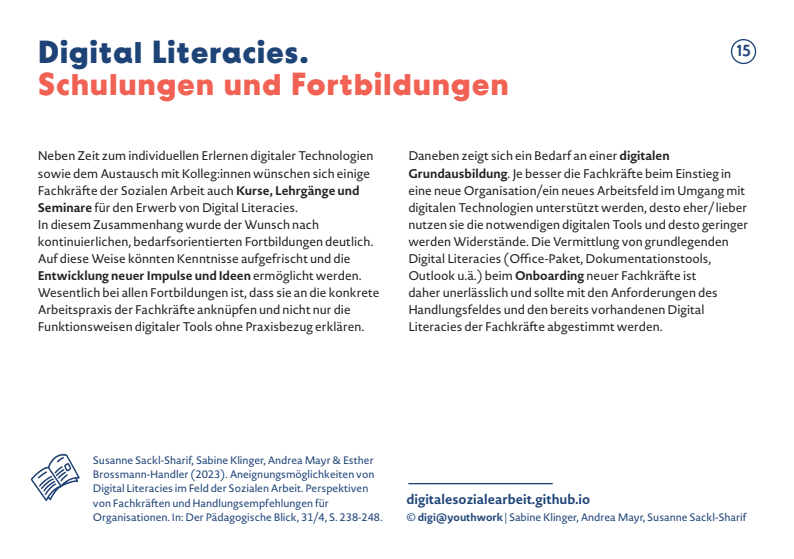 Digital Literacies.
Schulungen und Fortbildungen
15
Neben Zeit zum individuellen Erlernen digitaler Technologien
sowie dem Austausch mit Kolleg:innen wünschen sich einige
Fachkräfte der Sozialen Arbeit auch Kurse, Lehrgänge und
Seminare für den Erwerb von Digital Literacies.
In diesem Zusammenhang wurde der Wunsch nach
kontinuierlichen, bedarfsorientierten Fortbildungen deutlich.
Auf diese Weise könnten Kenntnisse aufgefrischt und die
Entwicklung neuer Impulse und Ideen ermöglicht werden.
Wesentlich bei allen Fortbildungen ist, dass sie an die konkrete
Arbeitspraxis der Fachkräfte anknüpfen und nicht nur die
Funktionsweisen digitaler Tools ohne Praxisbezug erklären.
Daneben zeigt sich ein Bedarf an einer digitalen
Grundausbildung. Je besser die Fachkräfte beim Einstieg in
eine neue Organisation/ein neues Arbeitsfeld im Umgang mit
digitalen Technologien unterstützt werden, desto eher/lieber
nutzen sie die notwendigen digitalen Tools und desto geringer
werden Widerstände. Die Vermittlung von grundlegenden
Digital Literacies (Office-Paket, Dokumentationstools,
Outlook u.ä.) beim Onboarding neuer Fachkräfte ist
daher unerlässlich und sollte mit den Anforderungen des
Handlungsfeldes und den bereits vorhandenen Digital
Literacies der Fachkräfte abgestimmt werden.
Susanne Sackl-Sharif, Sabine Klinger, Andrea Mayr & Esther
Brossmann-Handler (2023). Aneignungsmöglichkeiten von
Digital Literacies im Feld der Sozialen Arbeit. Perspektiven
von Fachkräften und Handlungsempfehlungen für
Organisationen. In: Der Pädagogische Blick, 31/4, S. 238-248.
digitalesozialearbeit.github.io
© digi@youthwork | Sabine Klinger, Andrea Mayr, Susanne Sackl-Sharif